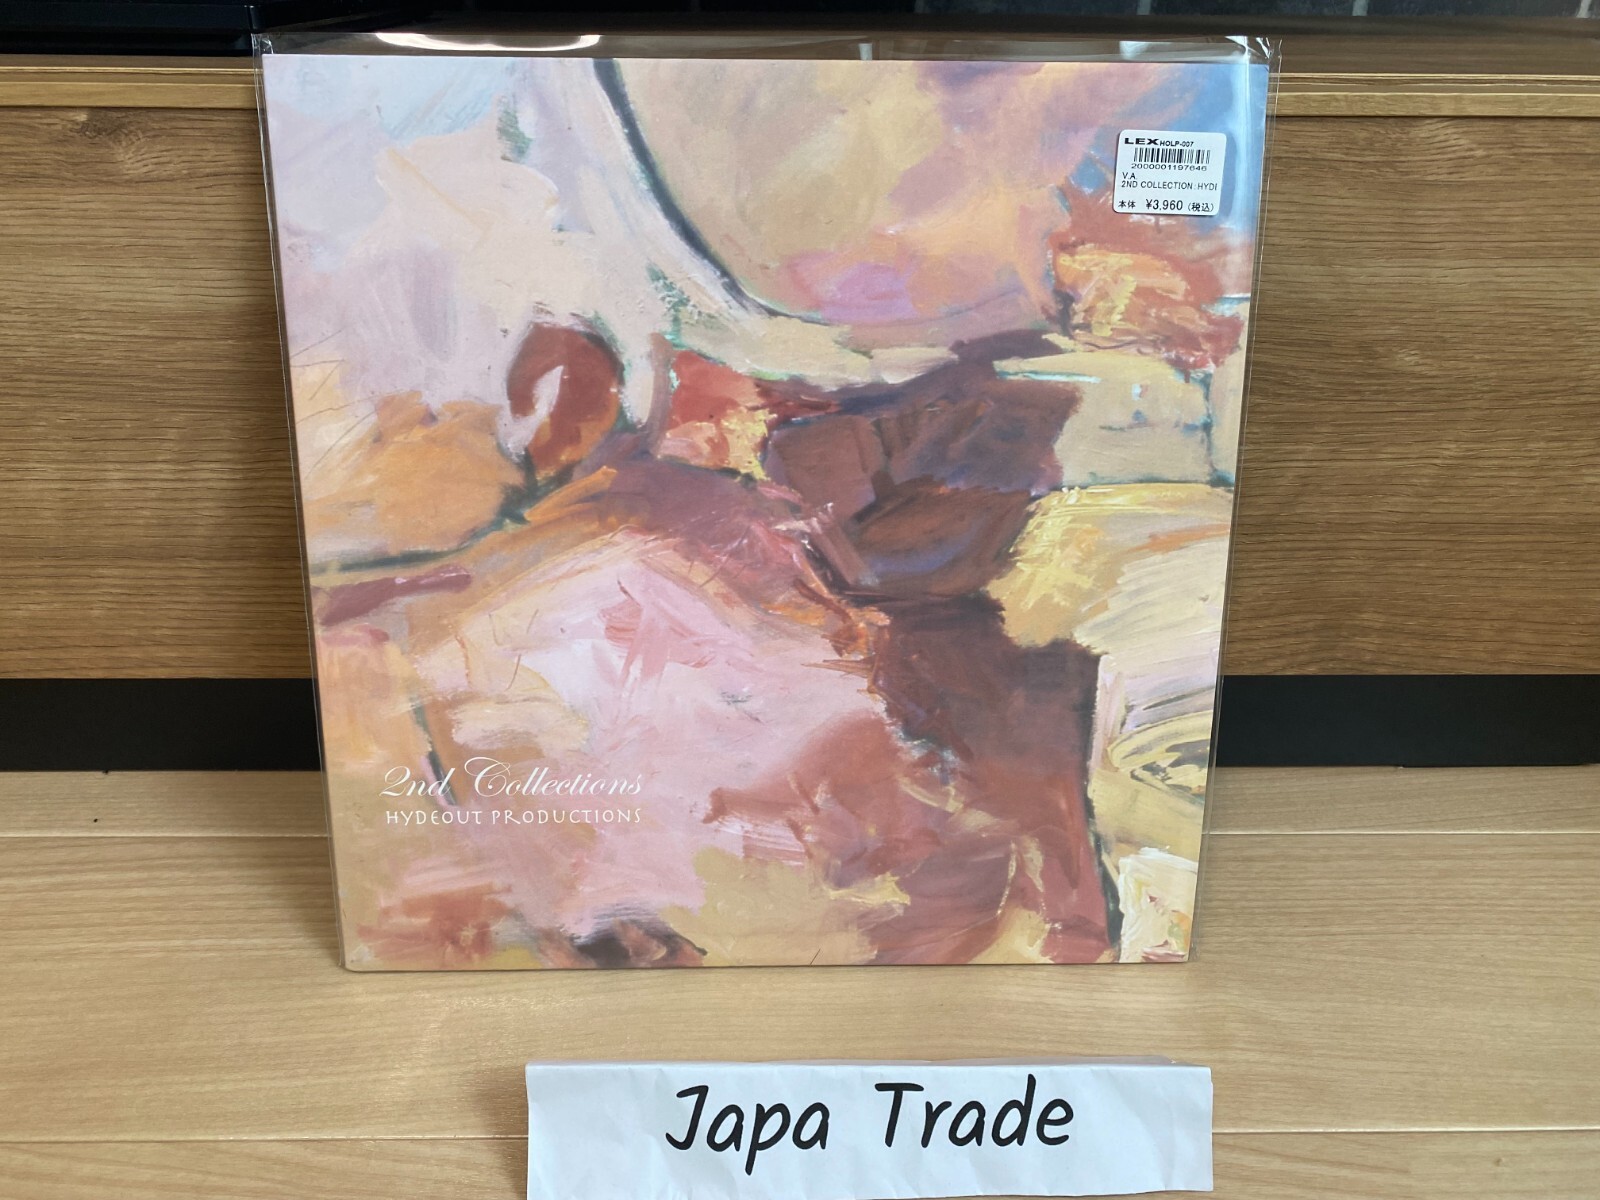 LEX HOLP-007
2000001197646
V.A.
2ND COLLECTION:HYDI
本体 ¥3,960 (税込)
2nd Collections
HYDEOUT PRODUCTIONS
Japa Trade